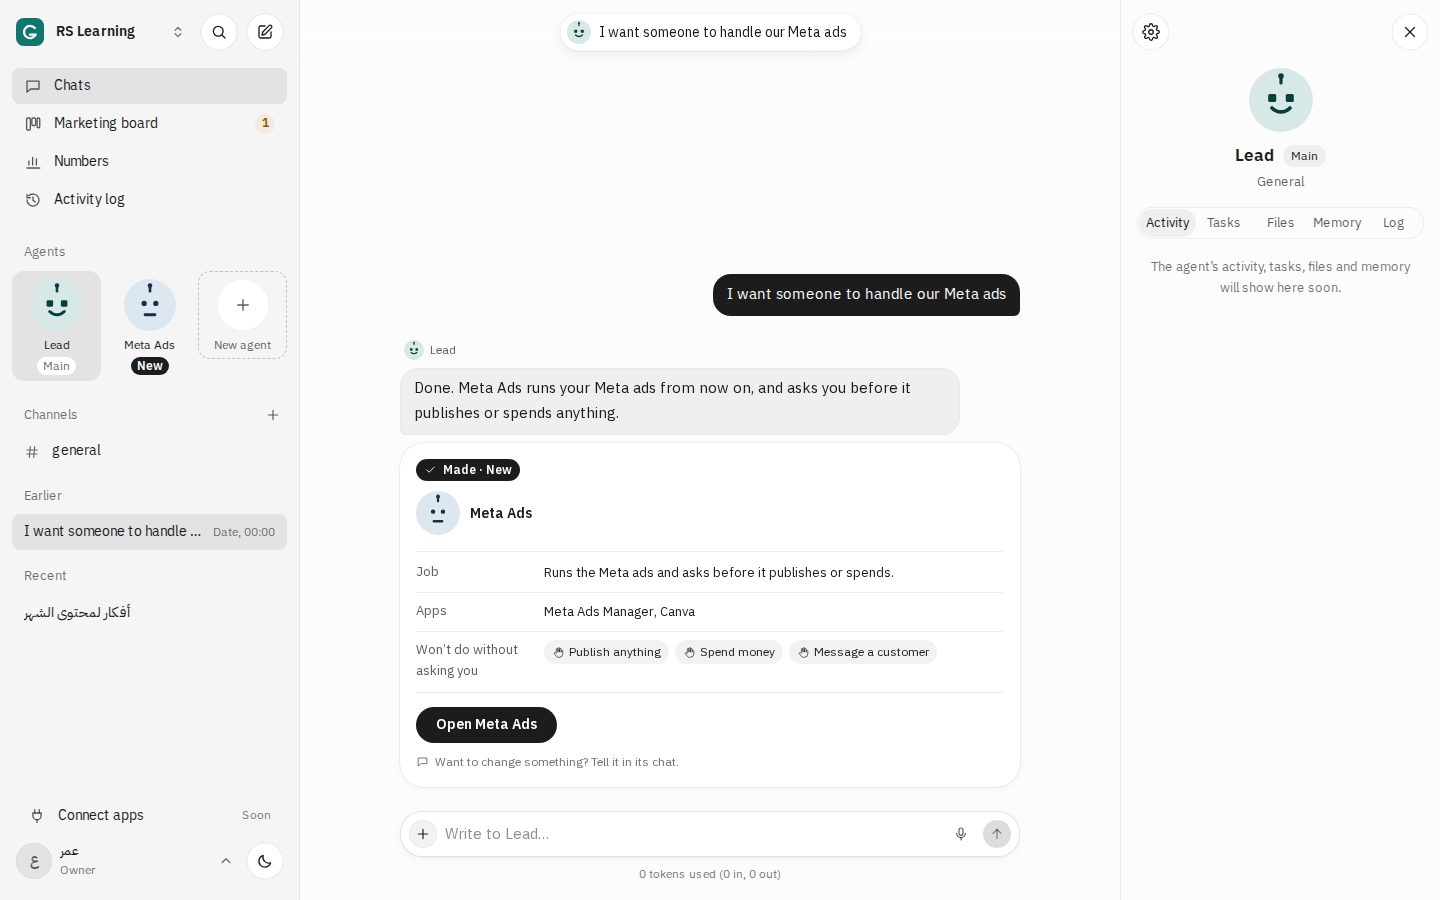 RS Learning
Chats
Marketing board 1
Numbers
Activity log
Agents
Lead
Main
Meta Ads
New
New agent
Channels
# general
Earlier
I want someone to handle ... Date, 00:00
Recent
أفكار لمحتوى الشهر
Connect apps Soon
ع
عمر
Owner
I want someone to handle our Meta ads
I want someone to handle our Meta ads
Lead
Done. Meta Ads runs your Meta ads from now on, and asks you before it
publishes or spends anything.
Made · New
Meta Ads
Job Runs the Meta ads and asks before it publishes or spends.
Apps Meta Ads Manager, Canva
Won't do without
asking you
Publish anything Spend money Message a customer
Open Meta Ads
Want to change something? Tell it in its chat.
Write to Lead...
0 tokens used (0 in, 0 out)
Lead Main
General
Activity Tasks Files Memory Log
The agent's activity, tasks, files and memory
will show here soon.